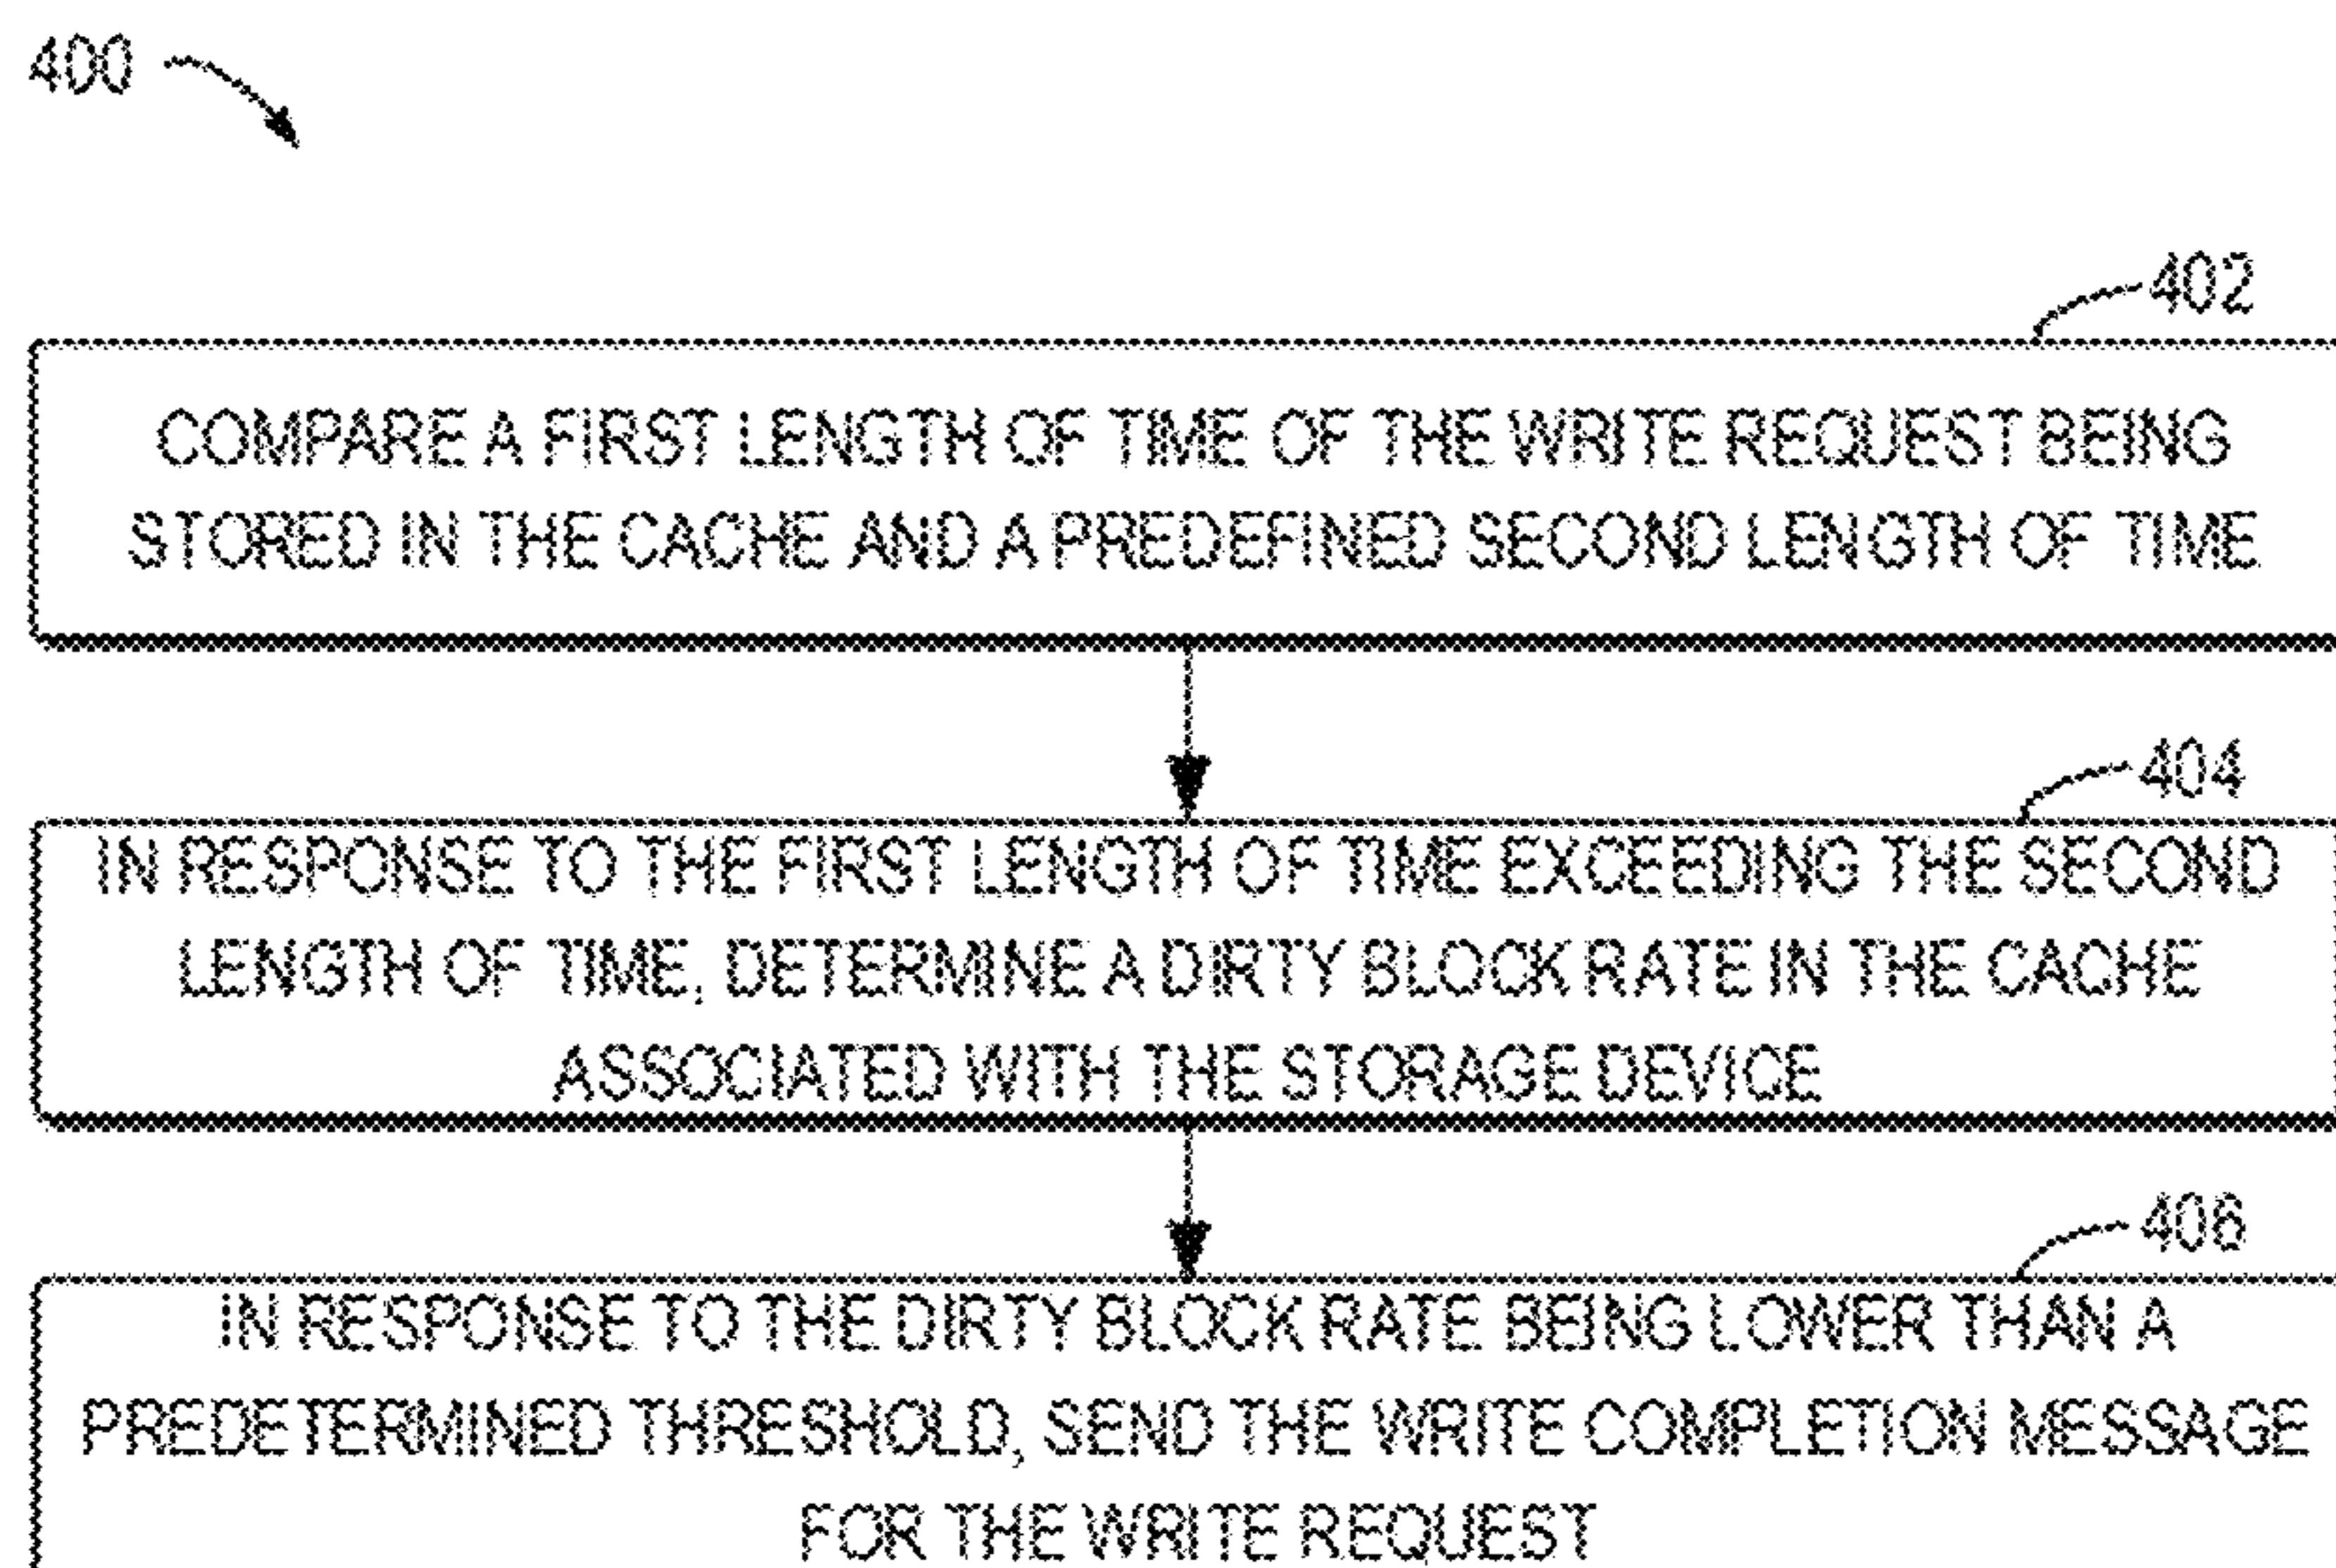 400
402
COMPARE A FIRST LENGTH OF TIME OF THE WRITE REQUEST BEING
STORED IN THE CACHE AND A PREDEFINED SECOND LENGTH OF TIME
404
IN RESPONSE TO THE FIRST LENGTH OF TIME EXCEEDING THE SECOND
LENGTH OF TIME, DETERMINE A DIRTY BLOCK RATE IN THE CACHE
ASSOCIATED WITH THE STORAGE DEVICE
406
IN RESPONSE TO THE DIRTY BLOCK RATE BEING LOWER THAN A
PREDETERMINED THRESHOLD, SEND THE WRITE COMPLETION MESSAGE
FOR THE WRITE REQUEST